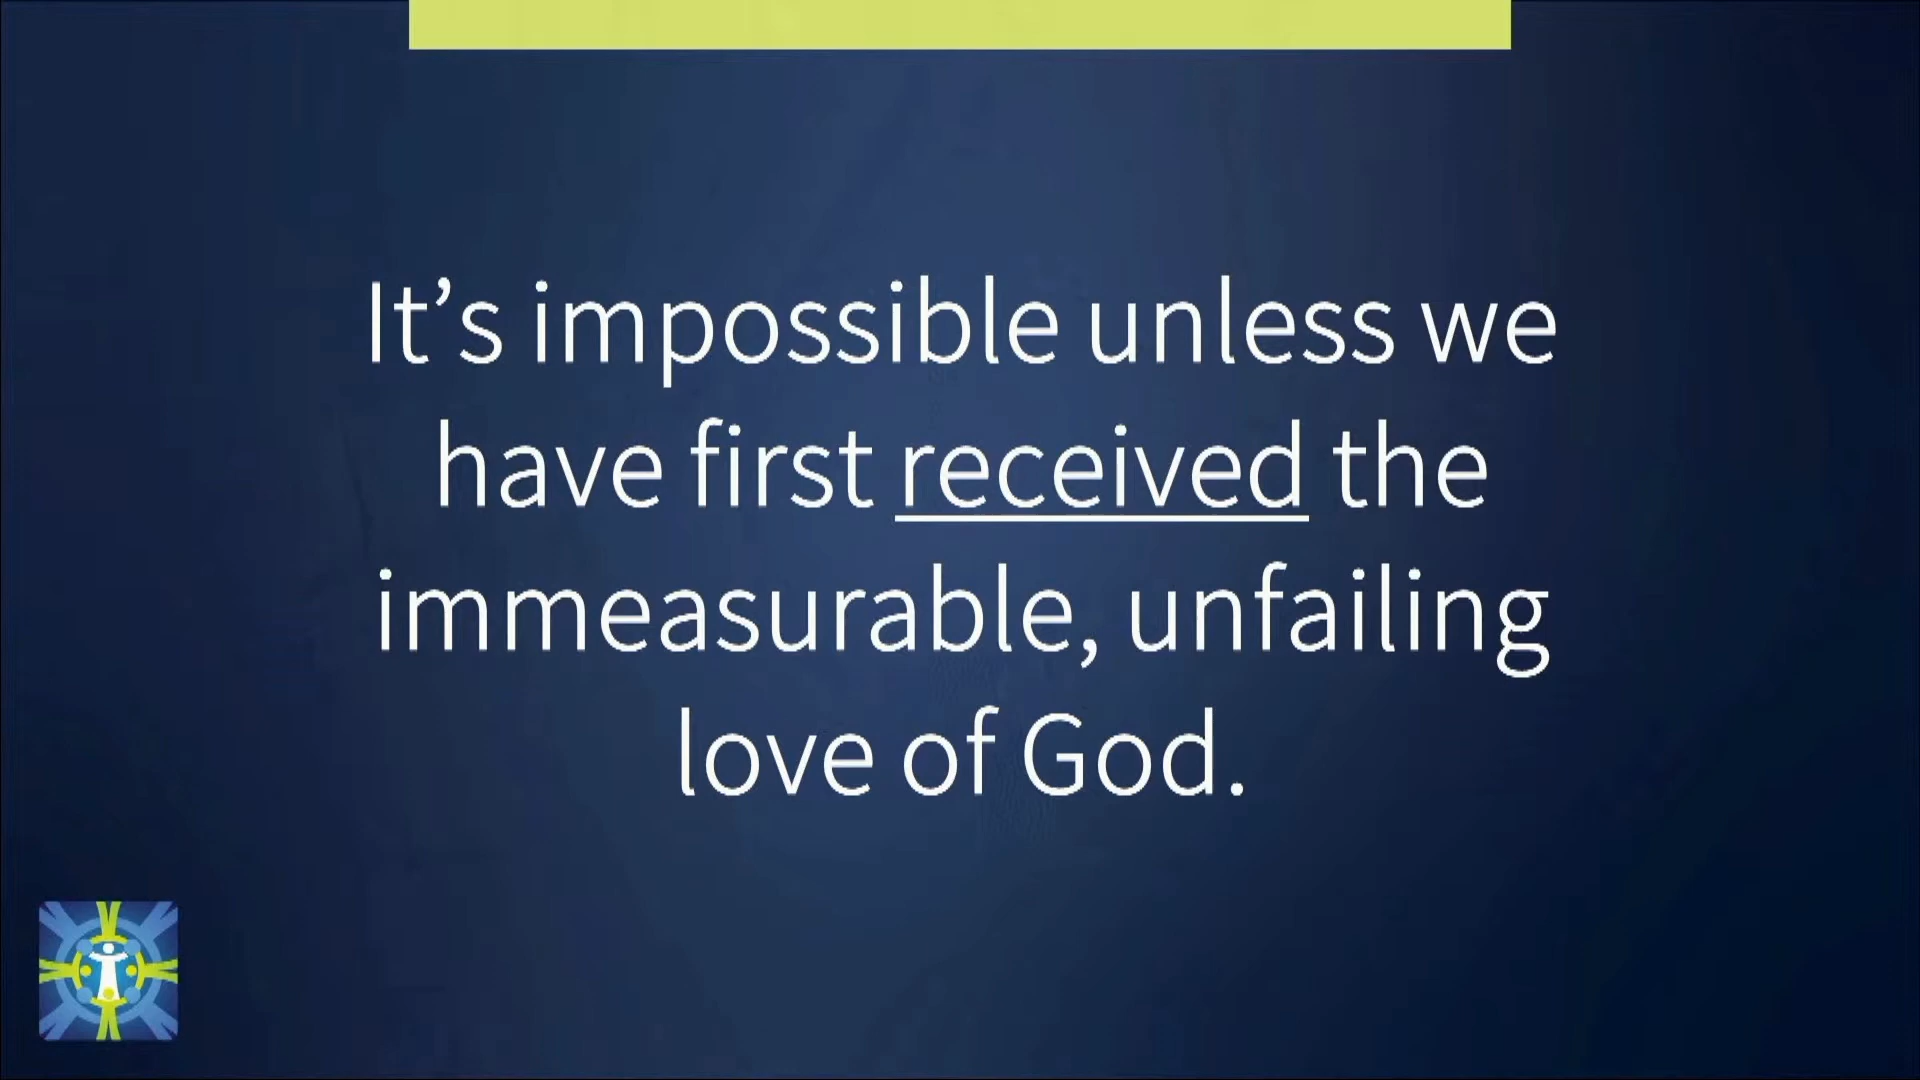 It’s impossible unless we
have first received the
immeasurable, unfailing
love of God.